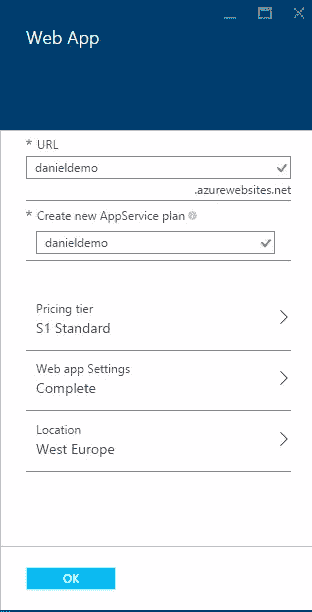 Web App
* URL
danieldemo
.azurewebsites.net
* Create new AppService plan
danieldemo
Pricing tier
S1 Standard
Web app Settings
Complete
Location
West Europe
OK